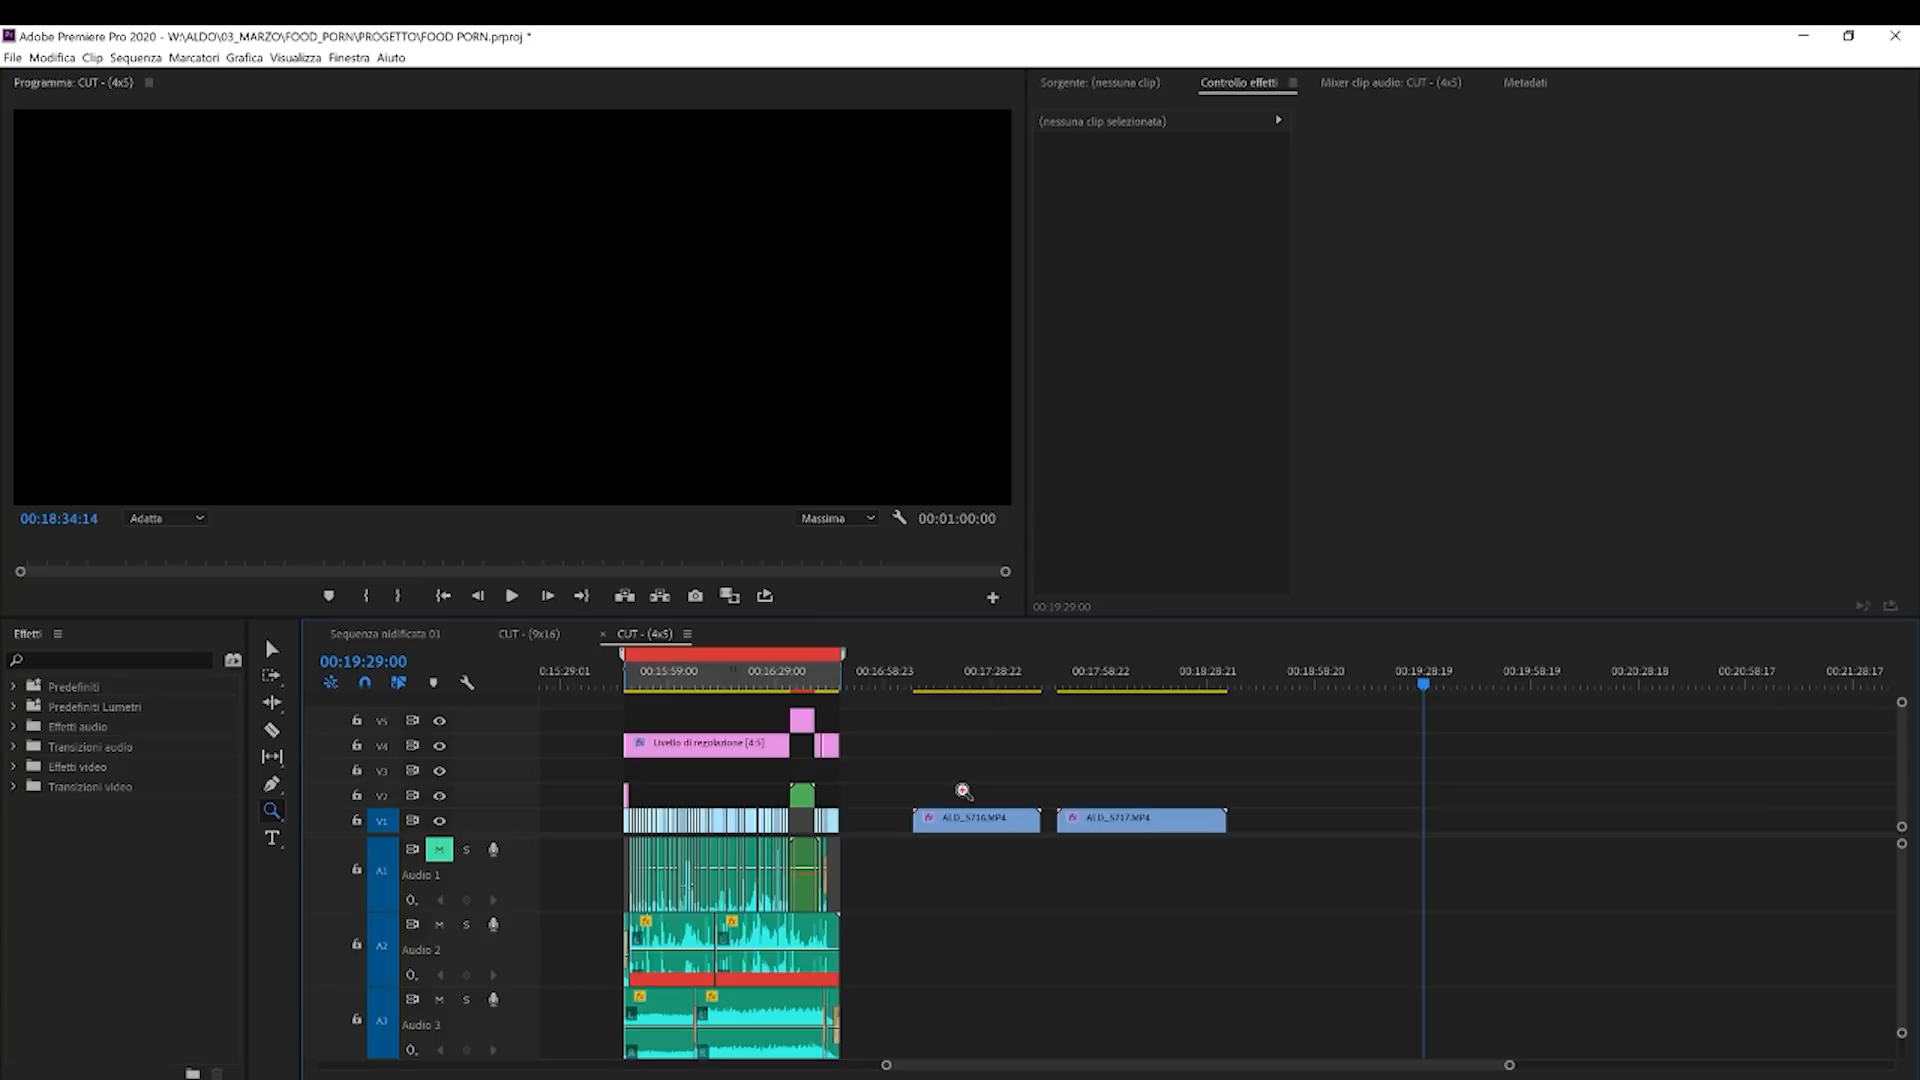 Adobe Premiere Pro 2020 - W:\ALDO\03_MARZO\FOOD_PORN\PROGETTO\FOOD PORN.prproj *
File Modifica Clip Sequenza Marcatori Grafica Visualizza Finestra Aiuto
Programma: CUT - (4x5)
Sorgente: (nessuna clip) Controllo effetti Mixer clip audio: CUT - (4x5) Metadati
(nessuna clip selezionata)
00:18:34:14 Adatta Massima 00:01:00:00
00:19:29:00
Effetti
Predefiniti
Predefiniti Lumetri
Effetti audio
Transizioni audio
Effetti video
Transizioni video
Sequenza nidificata 01 CUT - (9x16) × CUT - (4x5)
00:19:29:00
0:15:29:01 00:15:59:00 00:16:29:00 00:16:58:23 00:17:28:22 00:17:58:22 00:18:28:21 00:18:58:20 00:19:28:19 00:19:58:19 00:20:28:18 00:20:58:17 00:21:28:17
V5
V4 fx Livello di regolazione [4:5]
V3
V2
V1 fx ALD_5716.MP4 fx ALD_5717.MP4
A1 M S
Audio 1
A2 M S fx fx
Audio 2
A3 M S fx fx
Audio 3